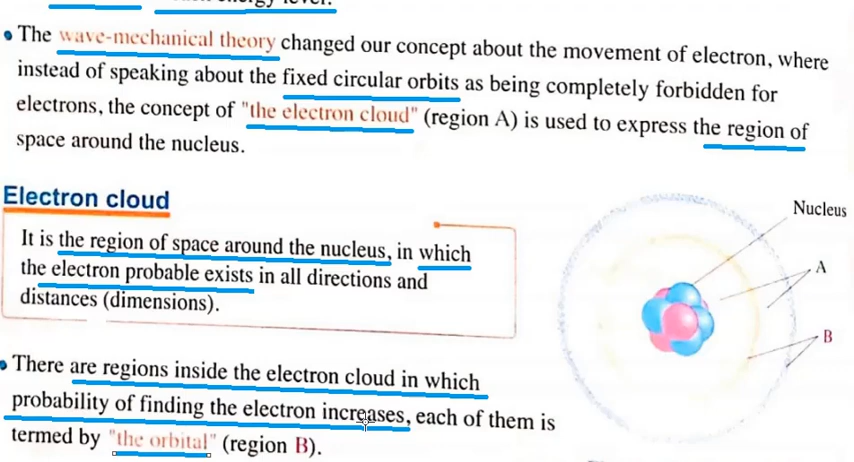 energy level.
• The wave-mechanical theory changed our concept about the movement of electron, where
instead of speaking about the fixed circular orbits as being completely forbidden for
electrons, the concept of "the electron cloud" (region A) is used to express the region of
space around the nucleus.
Electron cloud
It is the region of space around the nucleus, in which
the electron probable exists in all directions and
distances (dimensions).
Nucleus
A
B
• There are regions inside the electron cloud in which
probability of finding the electron increases, each of them is
termed by "the orbital" (region B).